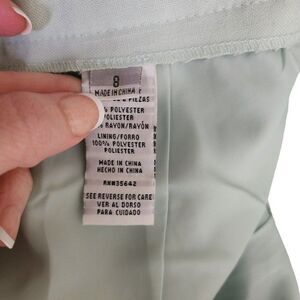 8
MADE IN CHINA
PIEZAS
% POLYESTER
POLIESTER
% RAYON/RAYÓN
LINING/FORRO
100% POLYESTER
POLIESTER
MADE IN CHINA
HECHO EN CHINA
RN#35642
SEE REVERSE FOR CARE
VER AL DORSO
PARA CUIDADO